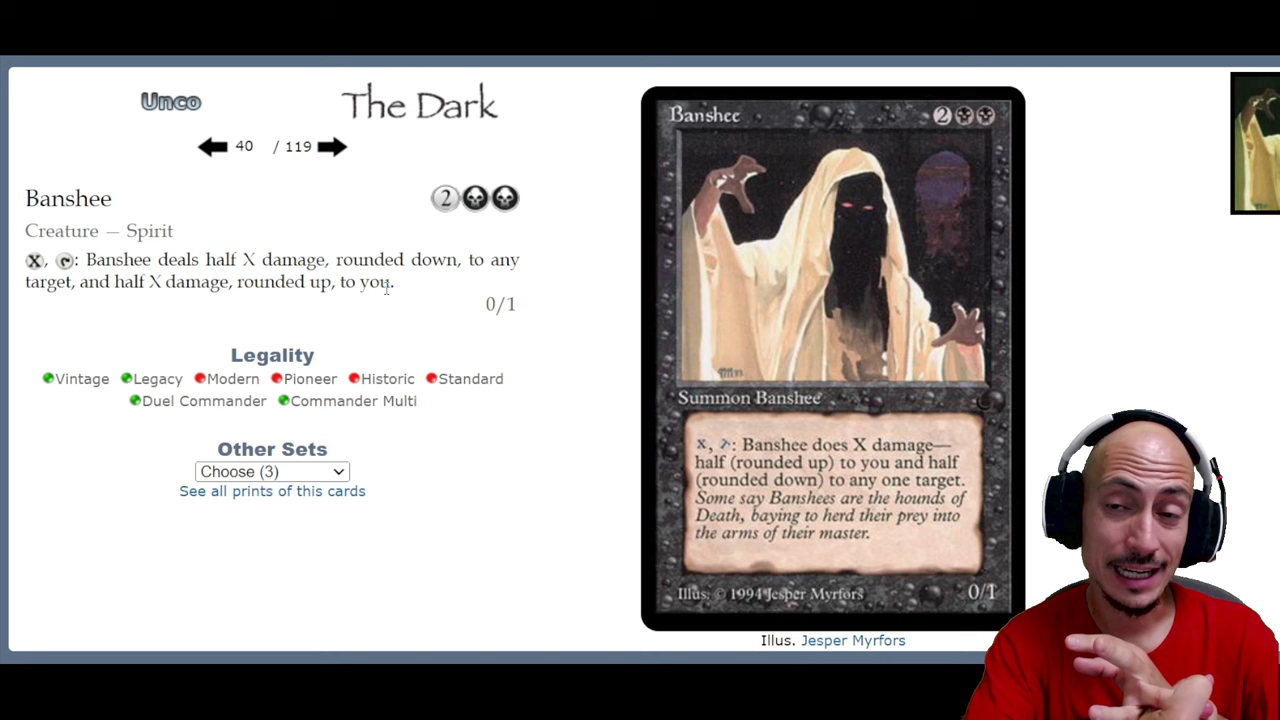 Unco
The Dark
40 / 119
Banshee
2
Creature — Spirit
X, : Banshee deals half X damage, rounded down, to any
target, and half X damage, rounded up, to you.
0/1
Legality
Vintage Legacy Modern Pioneer Historic Standard
Duel Commander Commander Multi
Other Sets
Choose (3)
See all prints of this cards
Banshee 2
Summon Banshee
X, : Banshee does X damage—
half (rounded up) to you and half
(rounded down) to any one target.
Some say Banshees are the hounds of
Death, baying to herd their prey into
the arms of their master.
Illus: © 1994 Jesper Myrfors 0/1
Illus. Jesper Myrfors